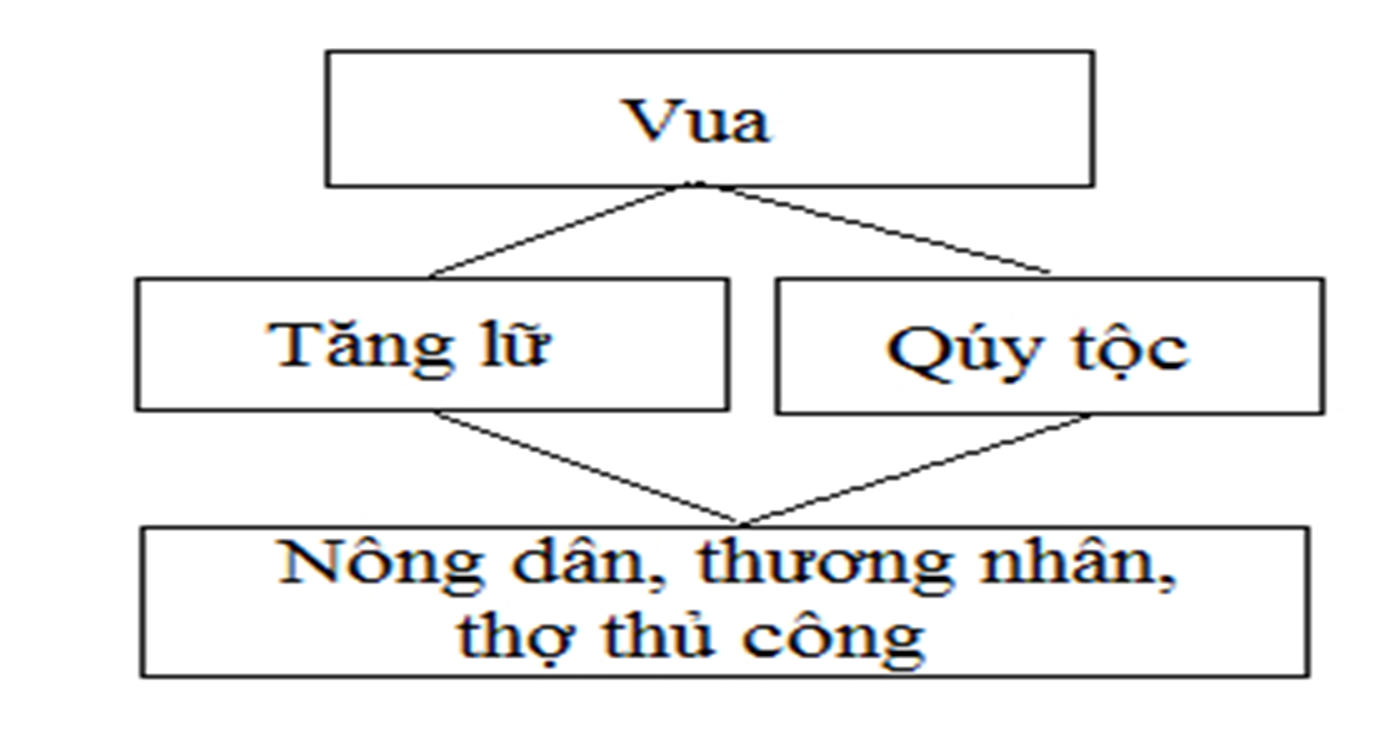 Vua
Tăng lữ
Qúy tộc
Nông dân, thương nhân,
thợ thủ công